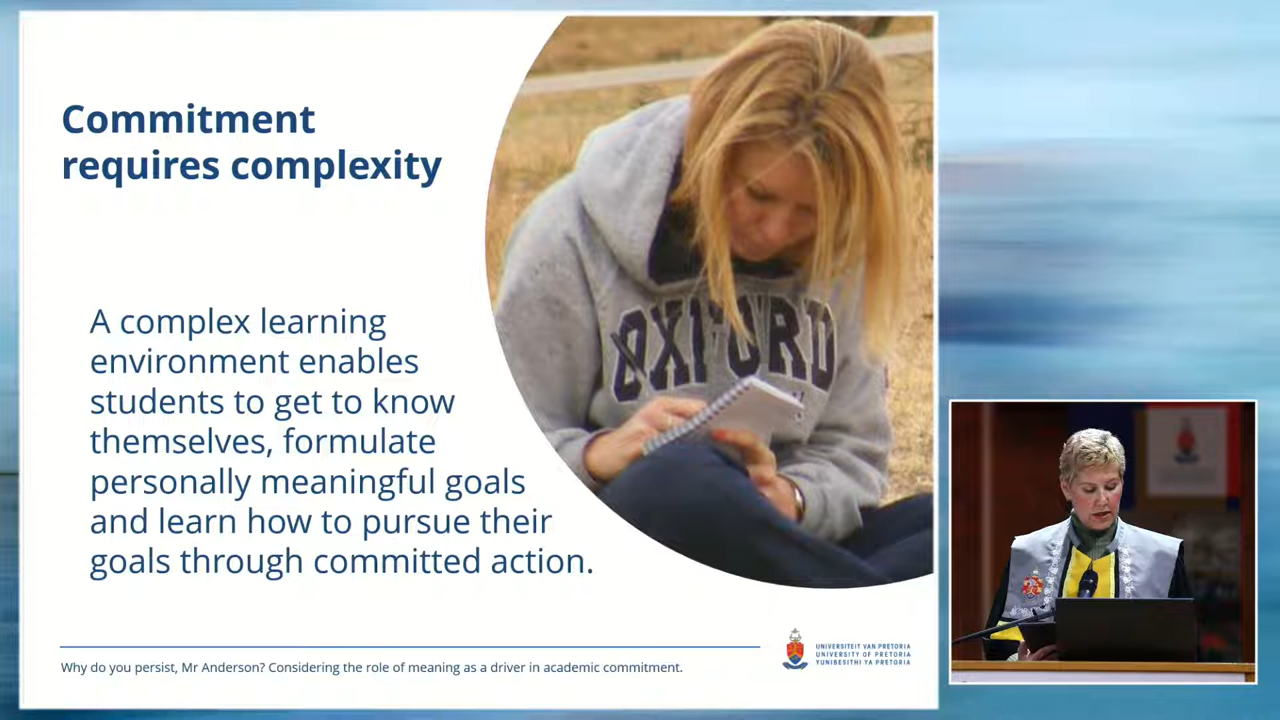 Commitment
requires complexity
A complex learning
environment enables
students to get to know
themselves, formulate
personally meaningful goals
and learn how to pursue their
goals through committed action.
OXFORD
Why do you persist, Mr Anderson? Considering the role of meaning as a driver in academic commitment.
UNIVERSITEIT VAN PRETORIA
UNIVERSITY OF PRETORIA
YUNIBESITHI YA PRETORIA